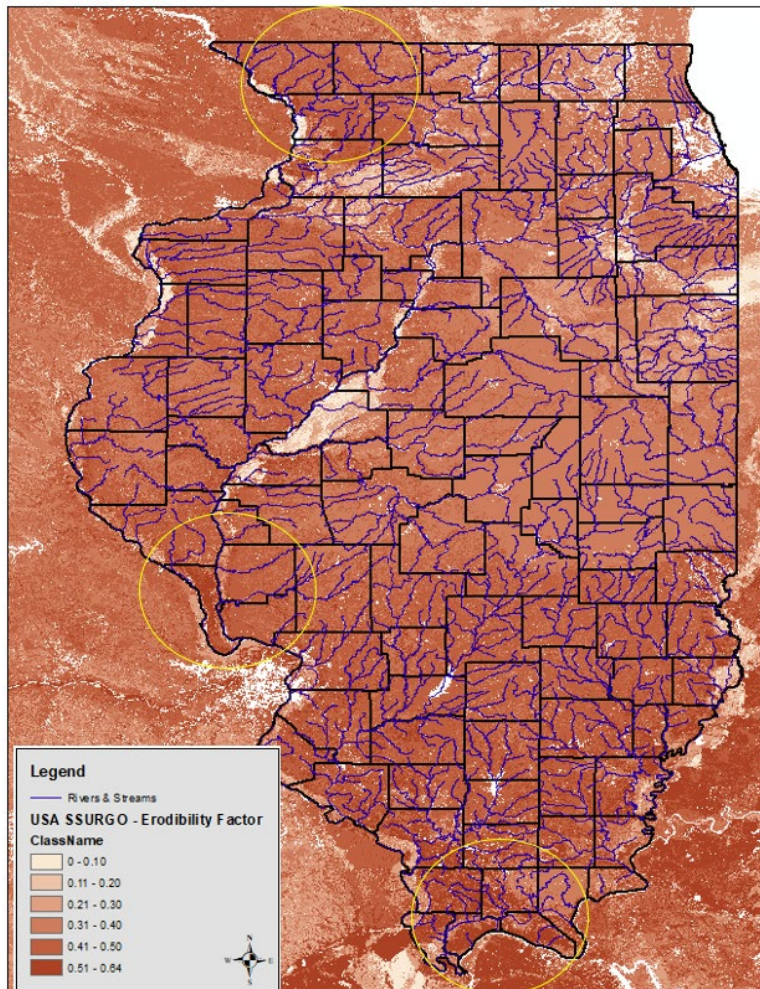 Legend
Rivers & Streams
USA SSURGO - Erodibility Factor
ClassName
0 - 0.10
0.11 - 0.20
0.21 - 0.30
0.31 - 0.40
0.41 - 0.50
0.51 - 0.64
N
W E
S